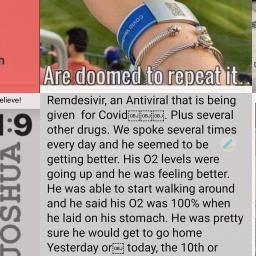 Are doomed to repeat it...
elieve!
1:9
JOSHUA
Remdesivir, an Antiviral that is being
given for Covid. Plus several
other drugs. We spoke several times
every day and he seemed to be
getting better. His O2 levels were
going up and he was feeling better.
He was able to start walking around
and he said his O2 was 100% when
he laid on his stomach. He was pretty
sure he would get to go home
Yesterday or today, the 10th or